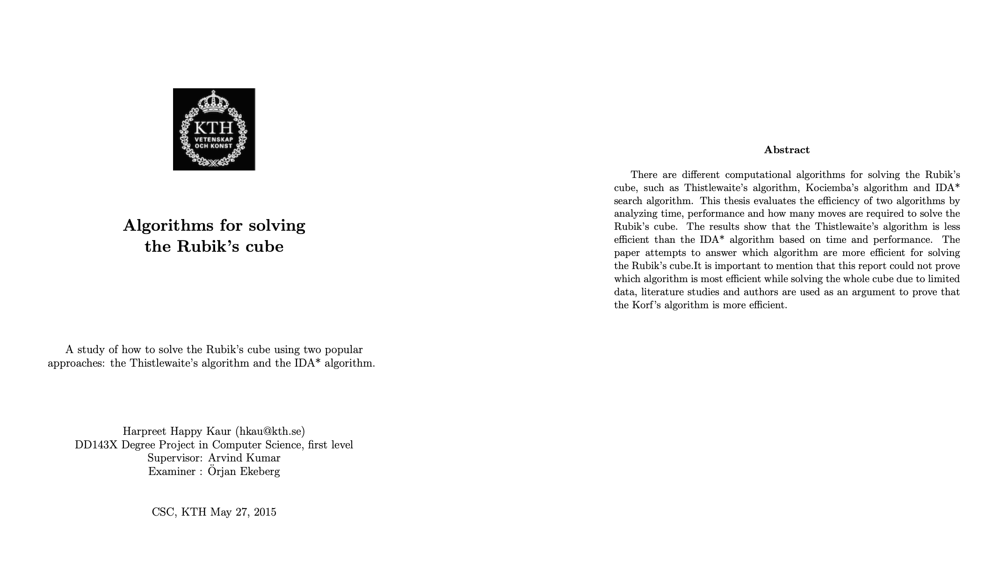 KTH
VETENSKAP
OCH KONST
Algorithms for solving
the Rubik's cube
A study of how to solve the Rubik's cube using two popular
approaches: the Thistlewaite's algorithm and the IDA* algorithm.
Harpreet Happy Kaur (hkau@kth.se)
DD143X Degree Project in Computer Science, first level
Supervisor: Arvind Kumar
Examiner : Örjan Ekeberg
CSC, KTH May 27, 2015
Abstract
There are different computational algorithms for solving the Rubik's
cube, such as Thistlewaite's algorithm, Kociemba's algorithm and IDA*
search algorithm. This thesis evaluates the efficiency of two algorithms by
analyzing time, performance and how many moves are required to solve the
Rubik's cube. The results show that the Thistlewaite's algorithm is less
efficient than the IDA* algorithm based on time and performance. The
paper attempts to answer which algorithm are more efficient for solving
the Rubik's cube.It is important to mention that this report could not prove
which algorithm is most efficient while solving the whole cube due to limited
data, literature studies and authors are used as an argument to prove that
the Korf's algorithm is more efficient.